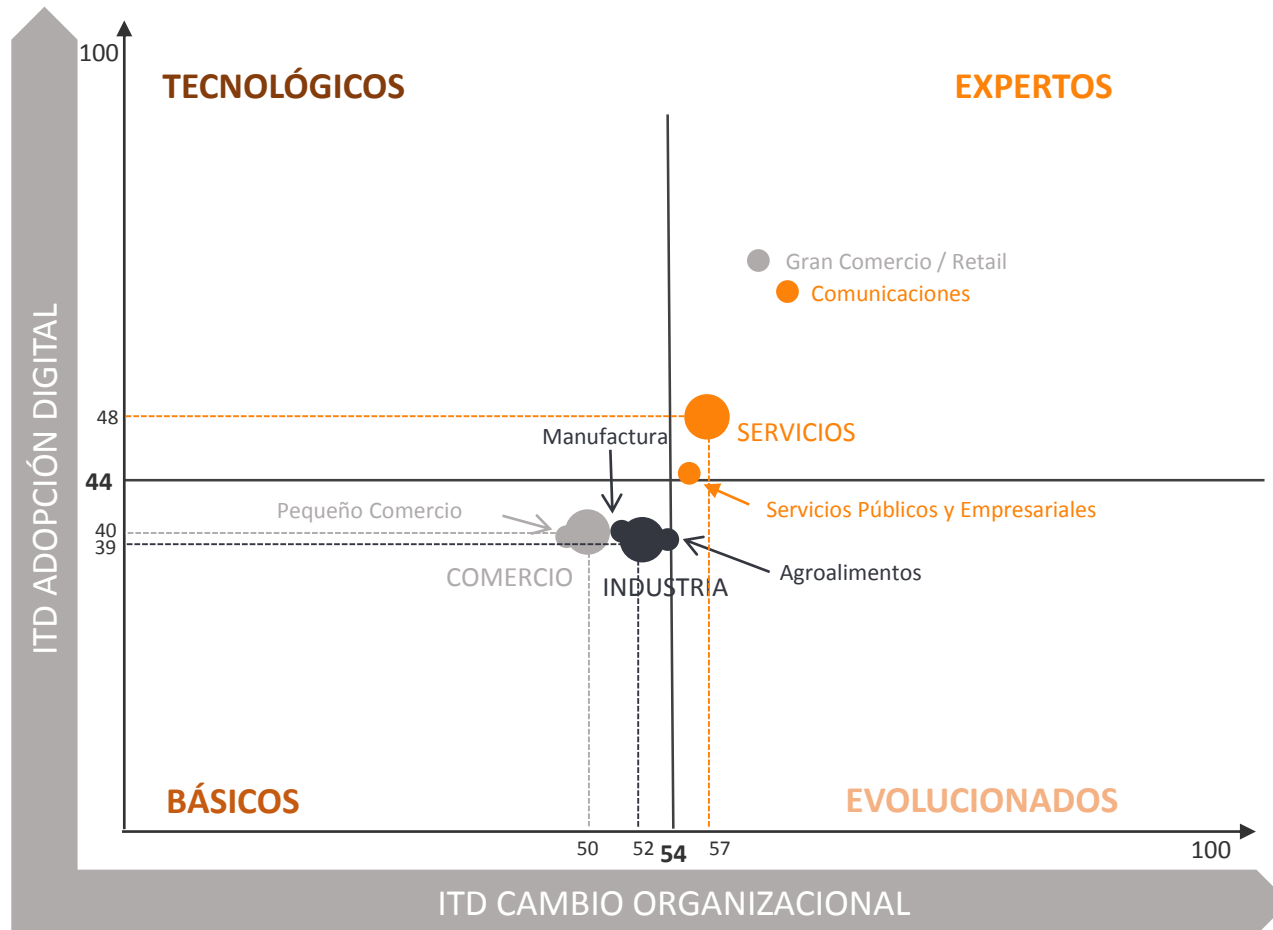 100
TECNOLÓGICOS
EXPERTOS
Gran Comercio / Retail
Comunicaciones
ITD ADOPCIÓN DIGITAL
48
Manufactura
SERVICIOS
44
Pequeño Comercio
Servicios Públicos y Empresariales
40
39
COMERCIO
INDUSTRIA
Agroalimentos
BÁSICOS
EVOLUCIONADOS
50
52
54
57
100
ITD CAMBIO ORGANIZACIONAL